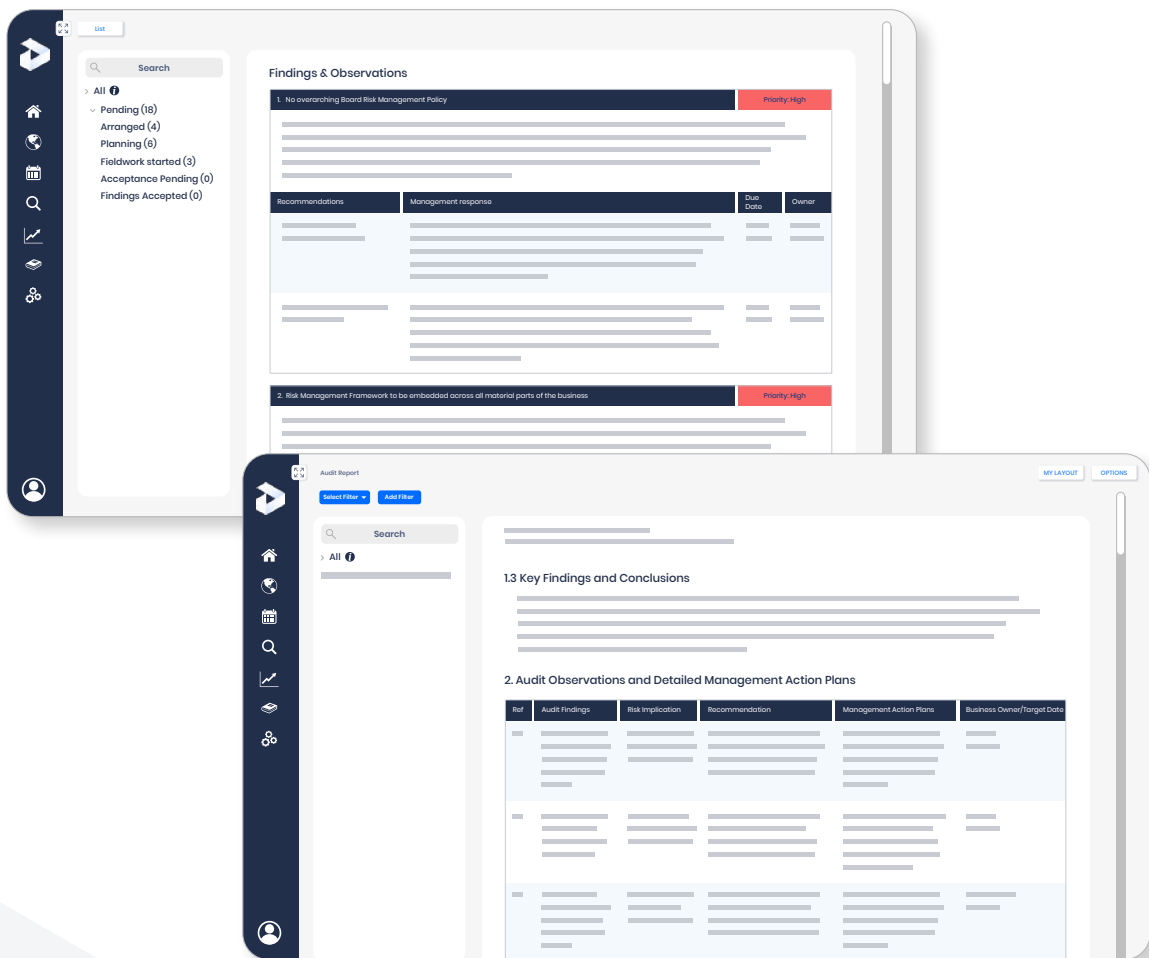 List
Search
All
Pending (18)
Arranged (4)
Planning (6)
Fieldwork started (3)
Acceptance Pending (0)
Findings Accepted (0)
Findings & Observations
1. No overarching Board Risk Management Policy
Priority: High
Recommendations
Management response
Due
Date
Owner
2. Risk Management Framework to be embedded across all material parts of the business
Priority: High
Audit Report
MY LAYOUT
OPTIONS
Select Filter
Add Filter
Search
All
1.3 Key Findings and Conclusions
2. Audit Observations and Detailed Management Action Plans
Ref
Audit Findings
Risk Implication
Recommendation
Management Action Plans
Business Owner/Target Date